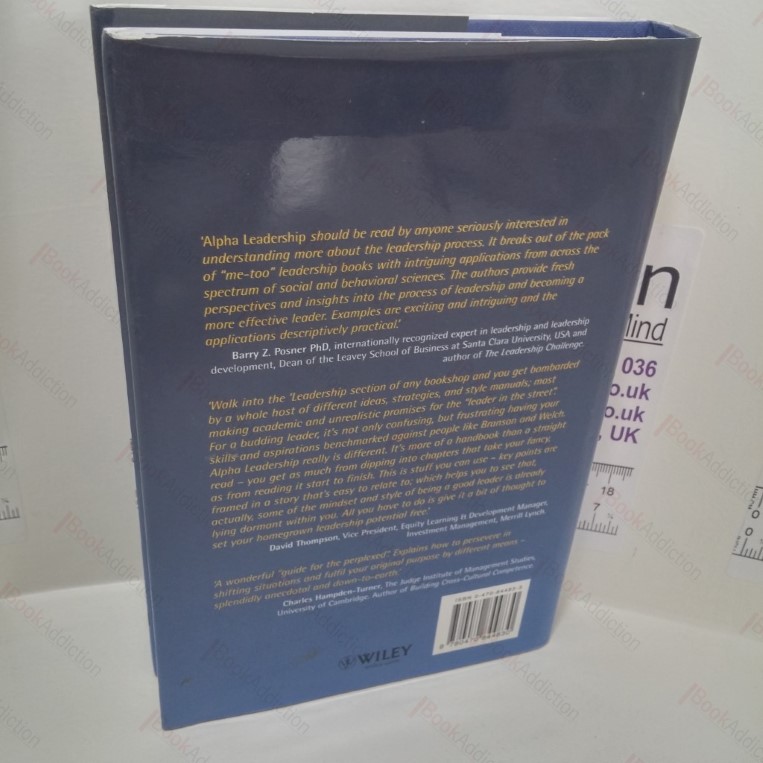 'Alpha Leadership should be read by anyone seriously interested in
understanding more about the leadership process. It breaks out of the pack
of "me-too" leadership books with intriguing applications from across the
spectrum of social and behavioral sciences. The authors provide fresh
perspectives and insights into the process of leadership and becoming a
more effective leader. Examples are exciting and intriguing and the
applications descriptively practical.'
Barry Z. Posner PhD, internationally recognized expert in leadership and leadership
development, Dean of the Leavey School of Business at Santa Clara University, USA and
author of The Leadership Challenge.
'Walk into the 'Leadership section of any bookshop and you get bombarded
by a whole host of different ideas, strategies, and style manuals; most
making academic and unrealistic promises for the "leader in the street".
For a budding leader, it's not only confusing, but frustrating having your
skills and aspirations benchmarked against people like Branson and Welch.
Alpha Leadership really is different. It's more of a handbook than a straight
read – you get as much from dipping into chapters that take your fancy,
as from reading it start to finish. This is stuff you can use – key points are
framed in a story that's easy to relate to, which helps you to see that,
actually, some of the mindset and style of being a good leader is already
lying dormant within you. All you have to do is give it a bit of thought to
set your homegrown leadership potential free.'
David Thompson, Vice President, Equity Learning & Development Manager,
Investment Management, Merrill Lynch.
'A wonderful "guide for the perplexed". Explains how to persevere in
shifting situations and fulfil your original purpose by different means –
splendidly anecdotal and down-to-earth.'
Charles Hampden-Turner, The Judge Institute of Management Studies,
University of Cambridge. Author of Building Cross-Cultural Competence.
WILEY
n
Mind
036
o.uk
o.uk
, UK
18
7
BookAddiction